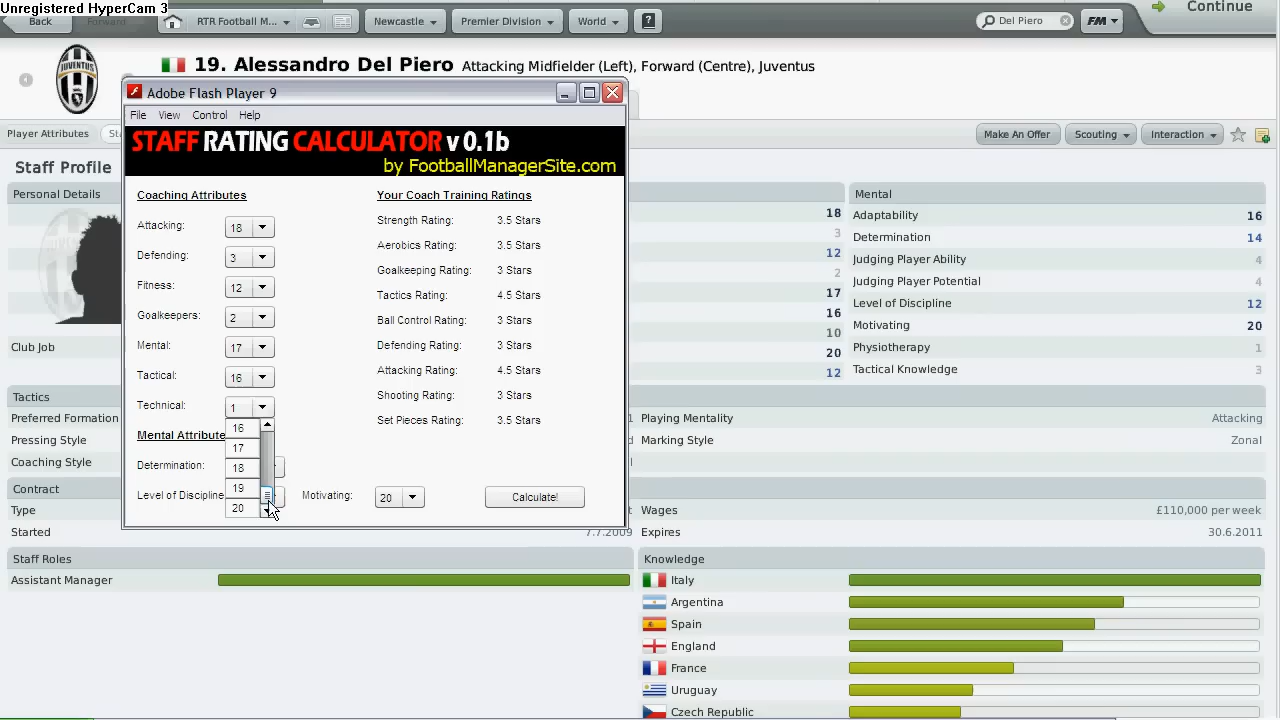 Unregistered HyperCam 3
Back
Forward
RTR Football M...
Newcastle
Premier Division
World
?
Del Piero
FM
Continue
19. Alessandro Del Piero Attacking Midfielder (Left), Forward (Centre), Juventus
JUVENTUS
Adobe Flash Player 9
File View Control Help
STAFF RATING CALCULATOR v 0.1b
by FootballManagerSite.com
Player Attributes
Make An Offer
Scouting
Interaction
Staff Profile
Personal Details
Club Job
Tactics
Preferred Formation
Pressing Style
Coaching Style
Contract
Type
Started 7.7.2009
Staff Roles
Assistant Manager
Coaching Attributes
Attacking: 18
Defending: 3
Fitness: 12
Goalkeepers: 2
Mental: 17
Tactical: 16
Technical: 1
16
17
18
19
20
Mental Attribute
Determination:
Level of Discipline
Motivating: 20
Calculate!
Your Coach Training Ratings
Strength Rating: 3.5 Stars
Aerobics Rating: 3.5 Stars
Goalkeeping Rating: 3 Stars
Tactics Rating: 4.5 Stars
Ball Control Rating: 3 Stars
Defending Rating: 3 Stars
Attacking Rating: 4.5 Stars
Shooting Rating: 3 Stars
Set Pieces Rating: 3.5 Stars
18
3
12
2
17
16
10
20
12
Mental
Adaptability 16
Determination 14
Judging Player Ability 4
Judging Player Potential 4
Level of Discipline 12
Motivating 20
Physiotherapy 1
Tactical Knowledge 3
Playing Mentality Attacking
Marking Style Zonal
Wages £110,000 per week
Expires 30.6.2011
Knowledge
Italy
Argentina
Spain
England
France
Uruguay
Czech Republic